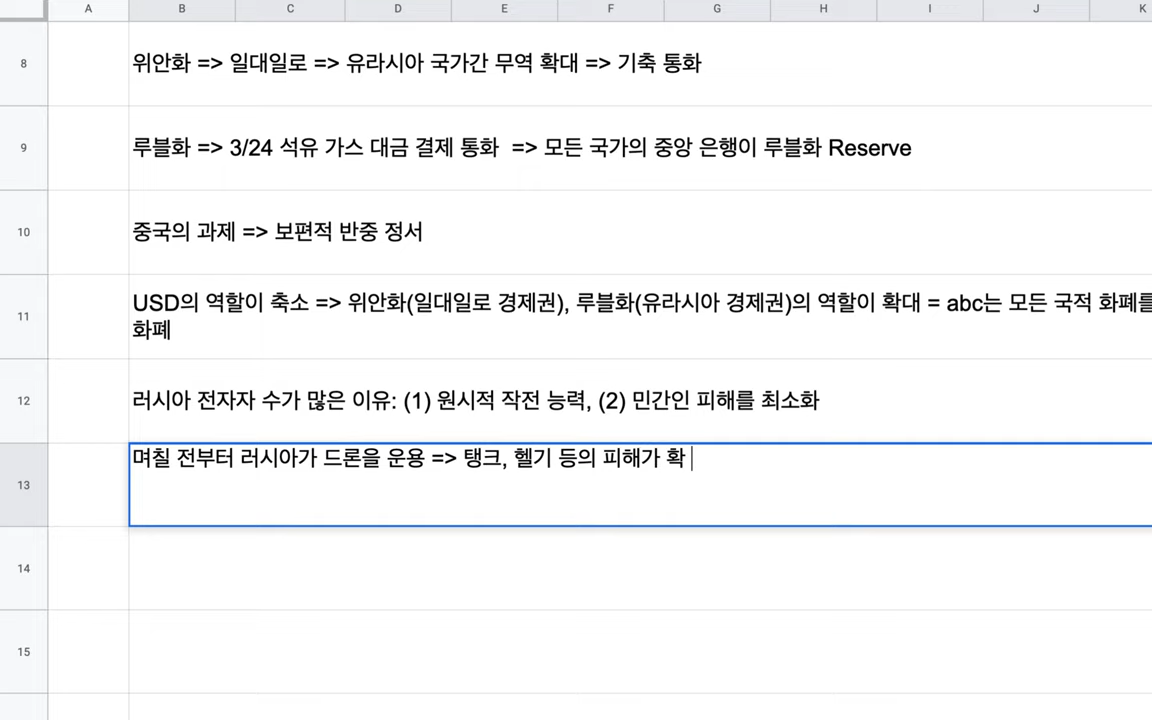 A B C D E F G H I J K
8 위안화 => 일대일로 => 유라시아 국가간 무역 확대 => 기축 통화
9 루블화 => 3/24 석유 가스 대금 결제 통화  => 모든 국가의 중앙 은행이 루블화 Reserve
10 중국의 과제 => 보편적 반중 정서
11 USD의 역할이 축소 => 위안화(일대일로 경제권), 루블화(유라시아 경제권)의 역할이 확대 = abc는 모든 국적 화폐를
화폐
12 러시아 전자자 수가 많은 이유: (1) 원시적 작전 능력, (2) 민간인 피해를 최소화
13 며칠 전부터 러시아가 드론을 운용 => 탱크, 헬기 등의 피해가 확
14
15